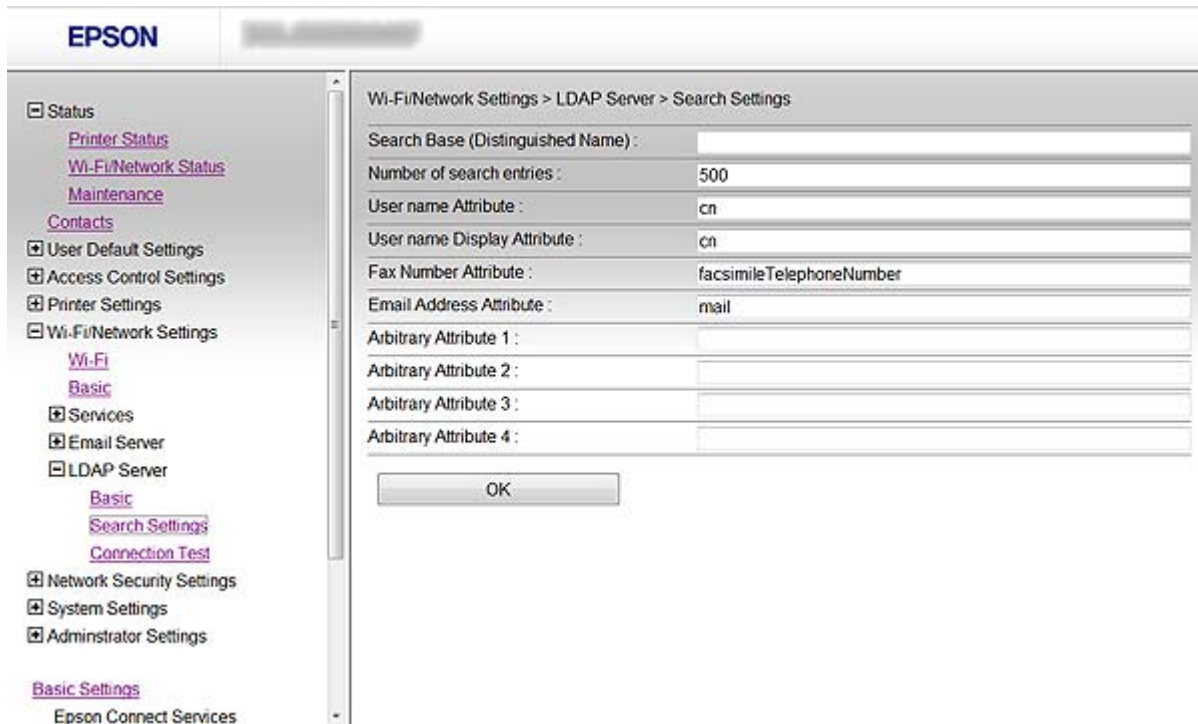 EPSON
Status
Printer Status
Wi-Fi/Network Status
Maintenance
Contacts
User Default Settings
Access Control Settings
Printer Settings
Wi-Fi/Network Settings
Wi-Fi
Basic
Services
Email Server
LDAP Server
Basic
Search Settings
Connection Test
Network Security Settings
System Settings
Adminstrator Settings
Basic Settings
Epson Connect Services
Wi-Fi/Network Settings > LDAP Server > Search Settings
Search Base (Distinguished Name) :
Number of search entries : 500
User name Attribute : cn
User name Display Attribute : cn
Fax Number Attribute : facsimileTelephoneNumber
Email Address Attribute : mail
Arbitrary Attribute 1 :
Arbitrary Attribute 2 :
Arbitrary Attribute 3 :
Arbitrary Attribute 4 :
OK